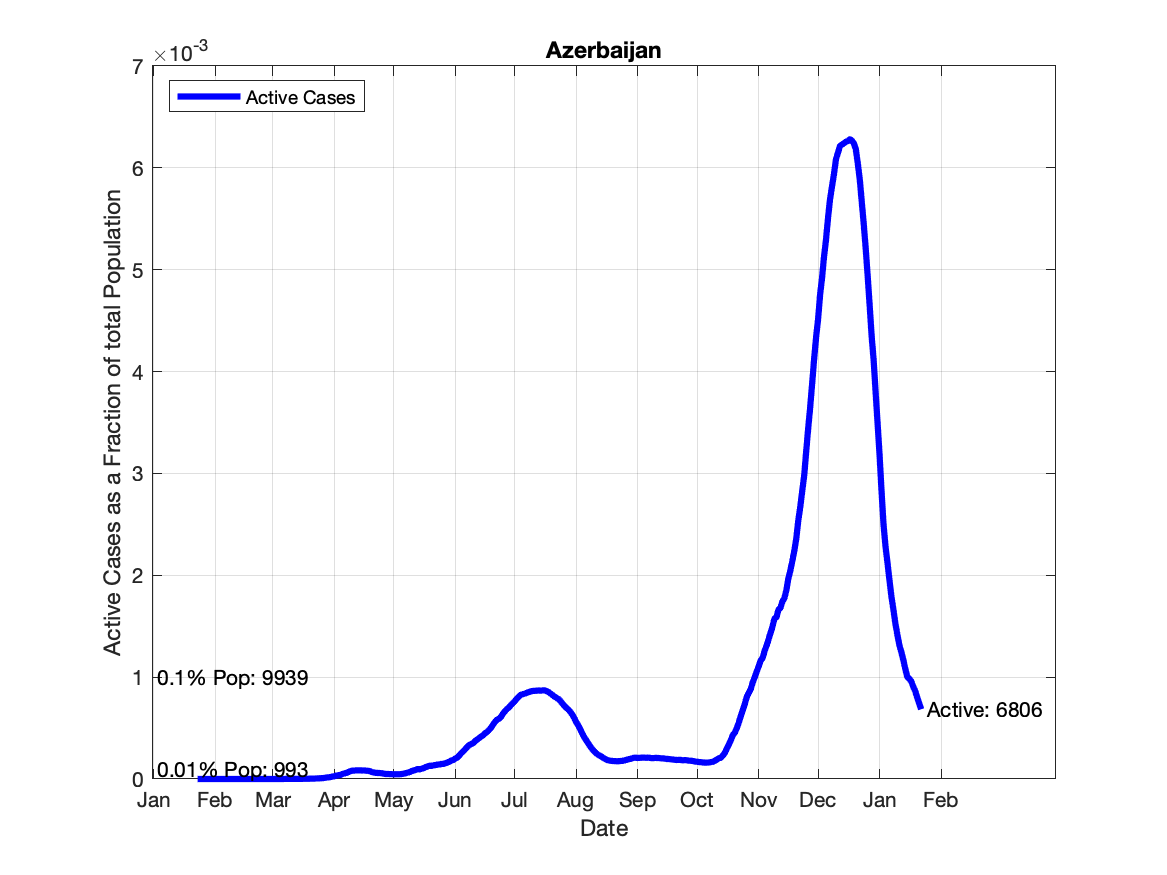 Azerbaijan
×10-3
Active Cases
7
6
5
4
3
2
1
0
Active Cases as a Fraction of total Population
0.1% Pop: 9939
0.01% Pop: 993
Active: 6806
Jan Feb Mar Apr May Jun Jul Aug Sep Oct Nov Dec Jan Feb
Date